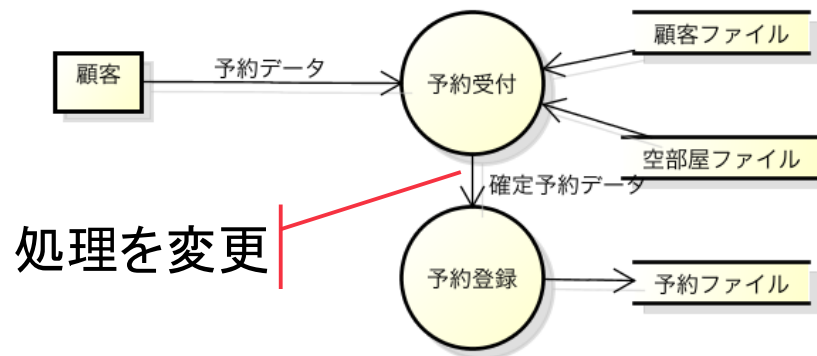 顧客ファイル
顧客
予約データ
予約受付
空部屋ファイル
確定予約データ
処理を変更
予約登録
予約ファイル